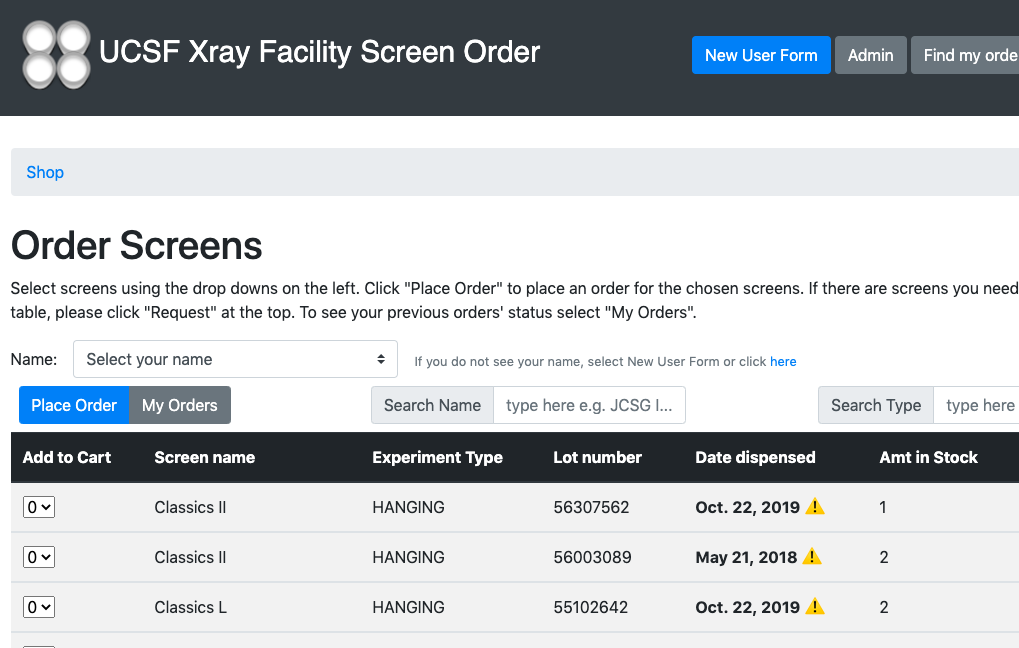 UCSF Xray Facility Screen Order
New User Form Admin Find my orde
Shop
Order Screens
Select screens using the drop downs on the left. Click "Place Order" to place an order for the chosen screens. If there are screens you need
table, please click "Request" at the top. To see your previous orders' status select "My Orders".
Name: Select your name If you do not see your name, select New User Form or click here
Place Order My Orders Search Name type here e.g. JCSG I... Search Type type here
Add to Cart Screen name Experiment Type Lot number Date dispensed Amt in Stock
0 Classics II HANGING 56307562 Oct. 22, 2019 1
0 Classics II HANGING 56003089 May 21, 2018 2
0 Classics L HANGING 55102642 Oct. 22, 2019 2